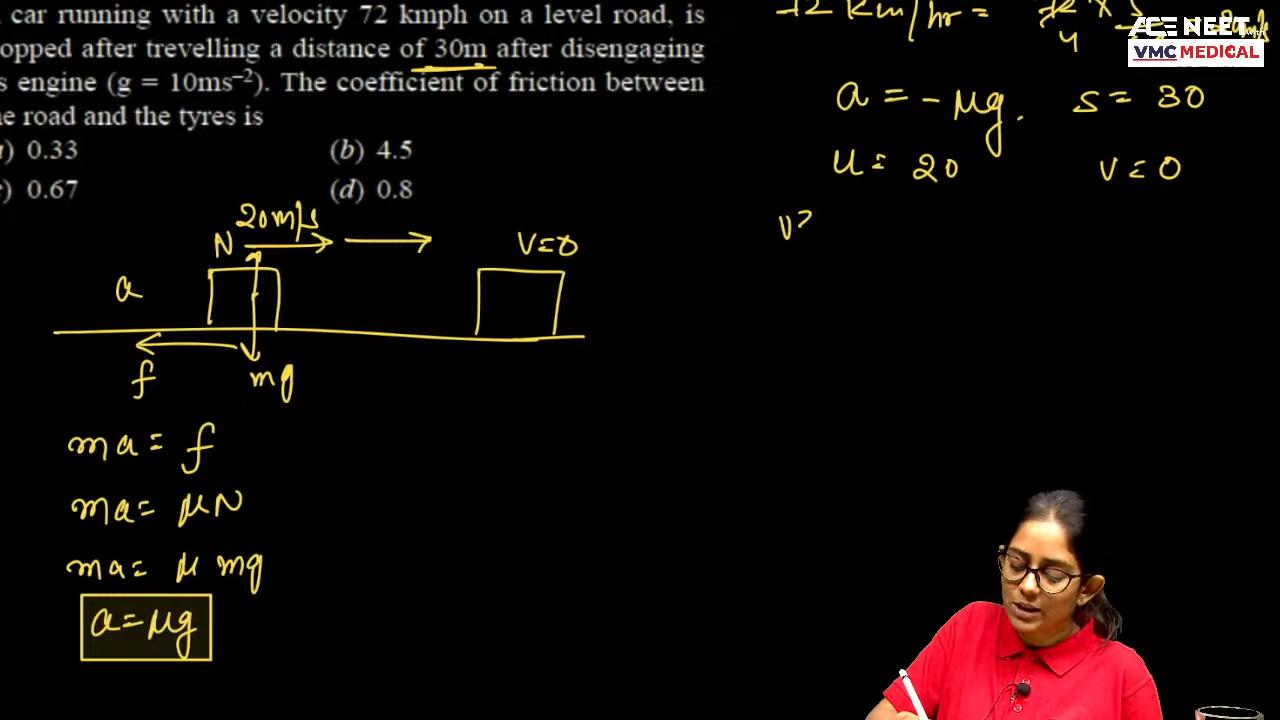 car running with a velocity 72 kmph on a level road, is
opped after trevelling a distance of 30m after disengaging
s engine (g = 10ms⁻²). The coefficient of friction between
e road and the tyres is
) 0.33 (b) 4.5
) 0.67 (d) 0.8
72 Km/hr = 72 ×
4
ACE NEET with
VMC MEDICAL
a = - μg. s = 30
u = 20 v = 0
v²
20m/s
N v=0
a
f mg
ma = f
ma = μN
ma = μ mg
a = μg